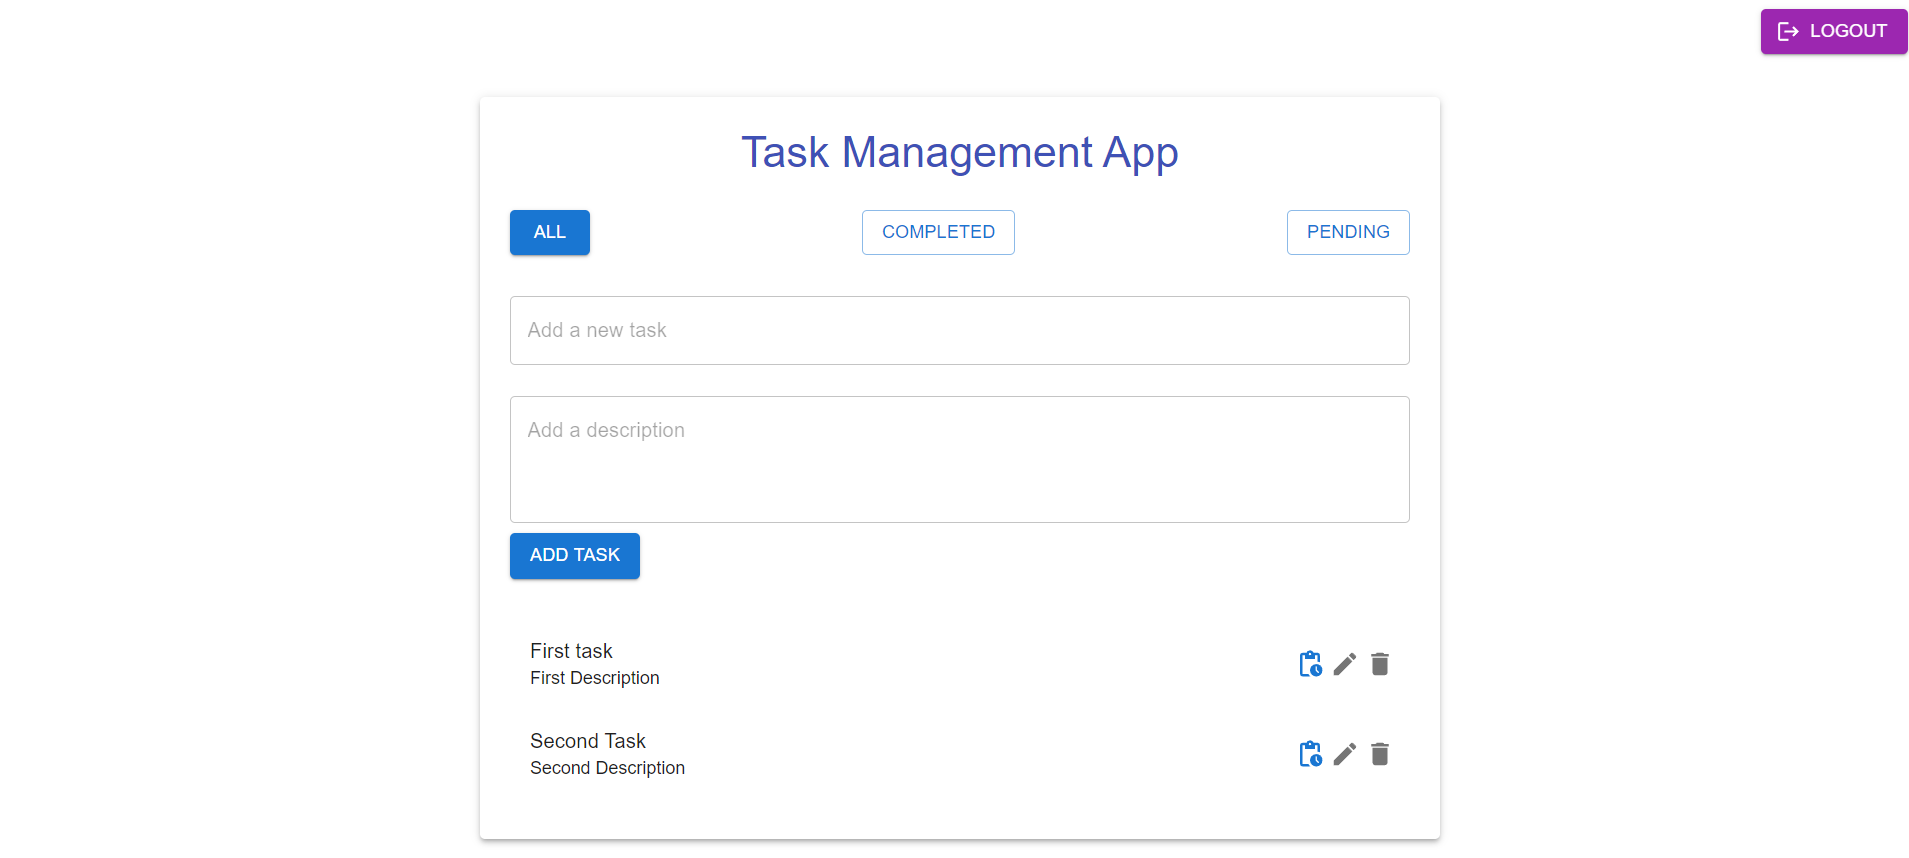 LOGOUT
Task Management App
ALL
COMPLETED
PENDING
Add a new task
Add a description
ADD TASK
First task
First Description
Second Task
Second Description